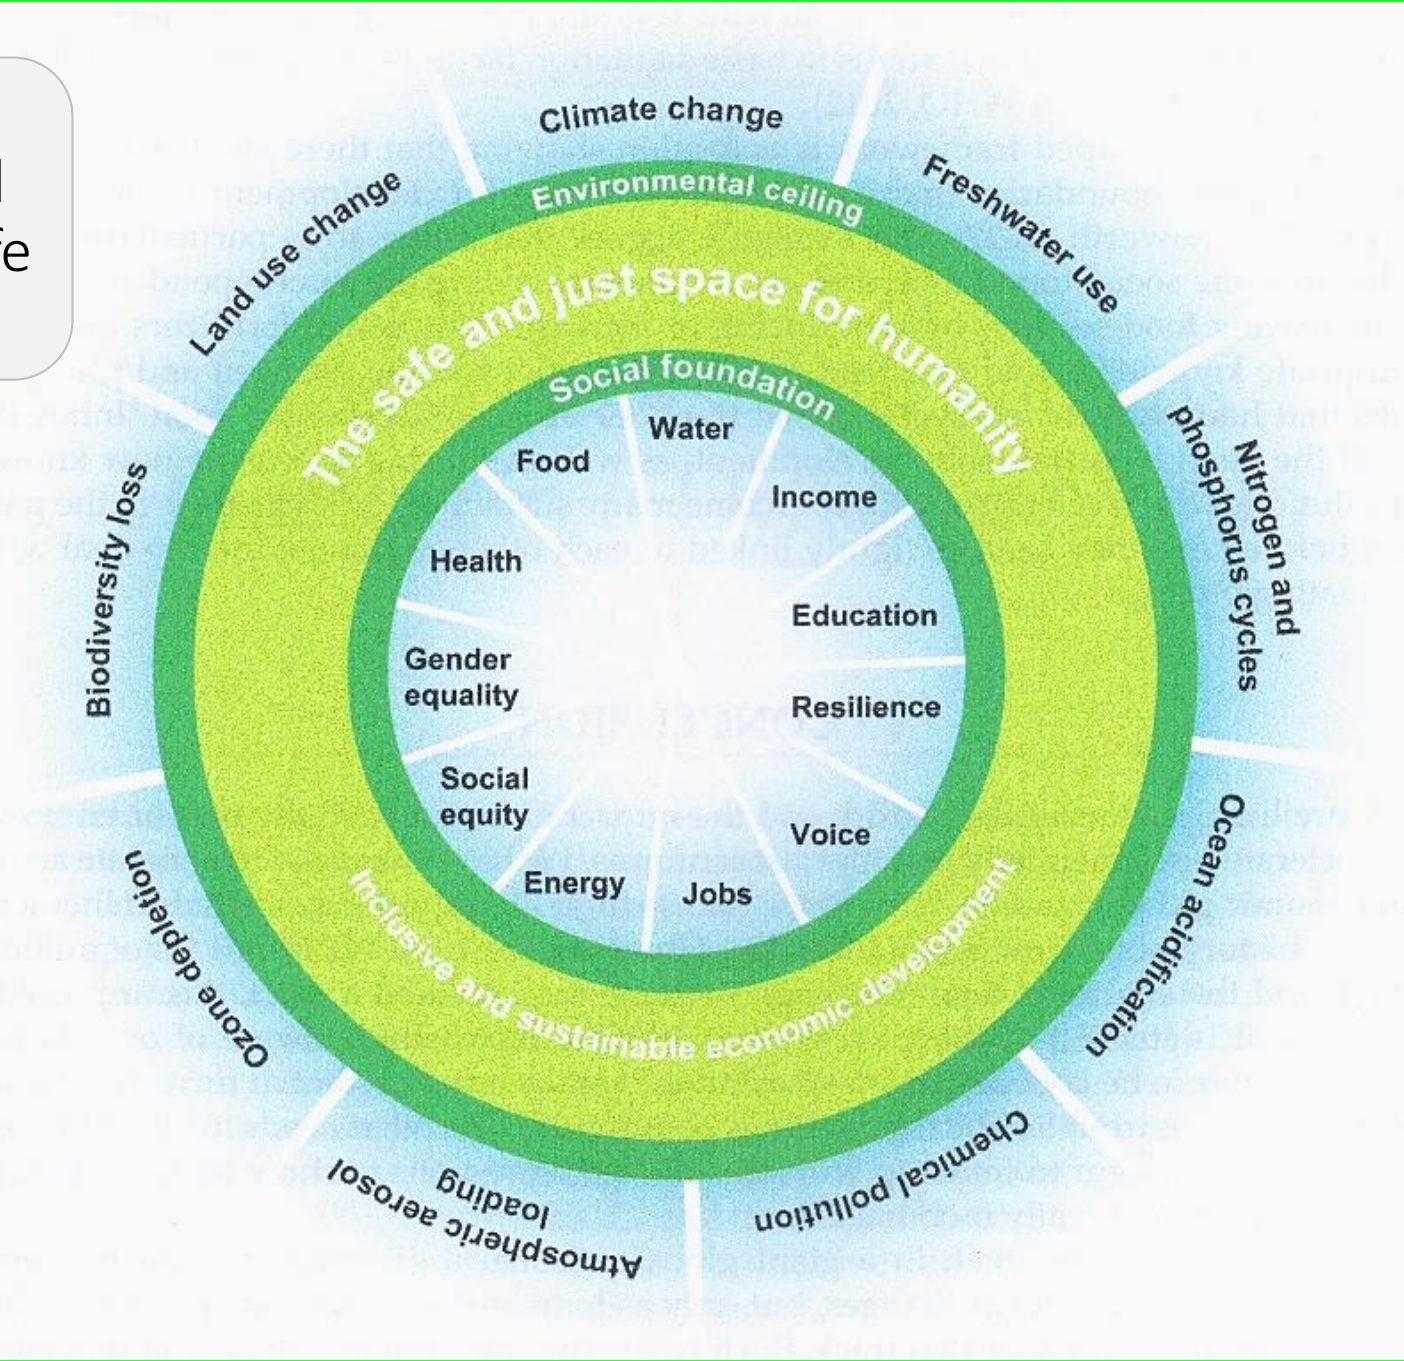 fe
Climate change
Freshwater use
Nitrogen and
phosphorus cycles
Ocean acidification
Chemical pollution
Atmospheric aerosol
loading
Ozone depletion
Biodiversity loss
Land use change
Environmental ceiling
The safe and just space for humanity
Social foundation
Water
Income
Education
Resilience
Voice
Jobs
Energy
Social
equity
Gender
equality
Health
Food
Inclusive and sustainable economic development